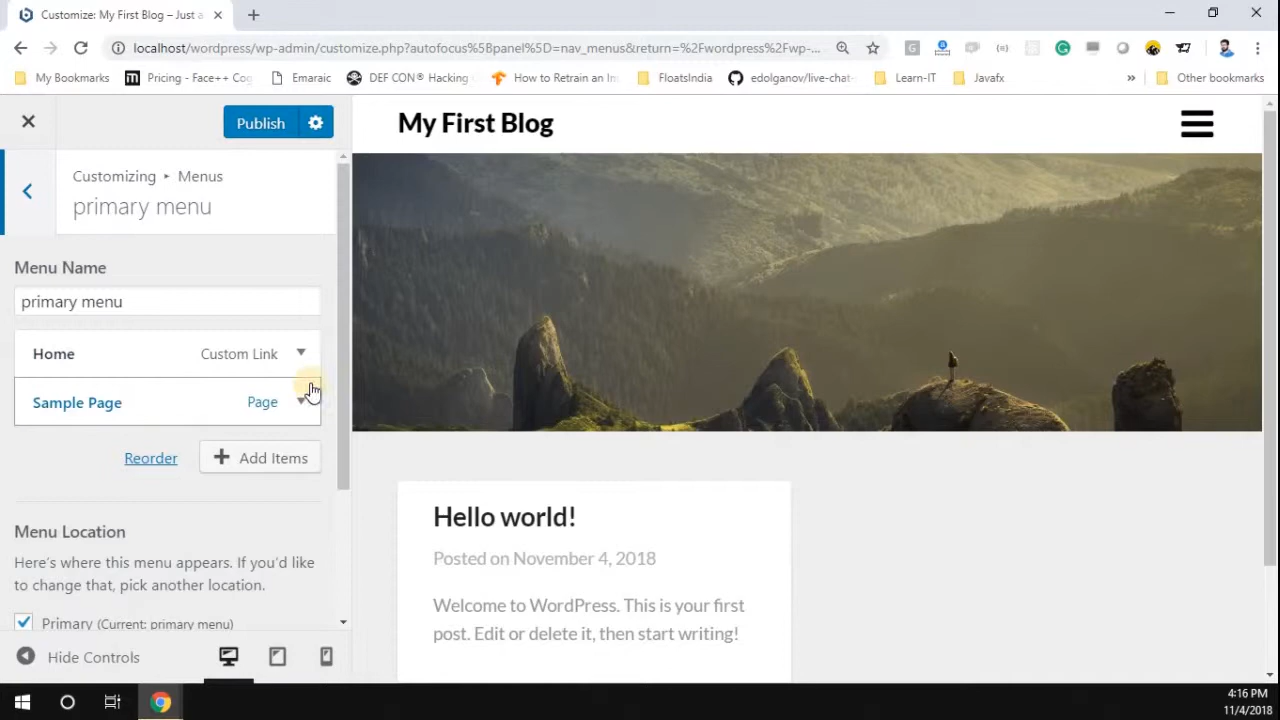 Customize: My First Blog – Just a
localhost/wordpress/wp-admin/customize.php?autofocus%5Bpanel%5D=nav_menus&return=%2Fwordpress%2Fwp-...
My Bookmarks
Pricing - Face++ Cog
Emaraic
DEF CON® Hacking
How to Retrain an In
FloatsIndia
edolganov/live-chat-
Learn-IT
Javafx
»
Other bookmarks
Publish
My First Blog
Customizing ▸ Menus
primary menu
Menu Name
primary menu
Home Custom Link
Sample Page Page
Reorder
Add Items
Menu Location
Here's where this menu appears. If you'd like
to change that, pick another location.
Primary (Current: primary menu)
Hide Controls
Hello world!
Posted on November 4, 2018
Welcome to WordPress. This is your first
post. Edit or delete it, then start writing!
4:16 PM
11/4/2018